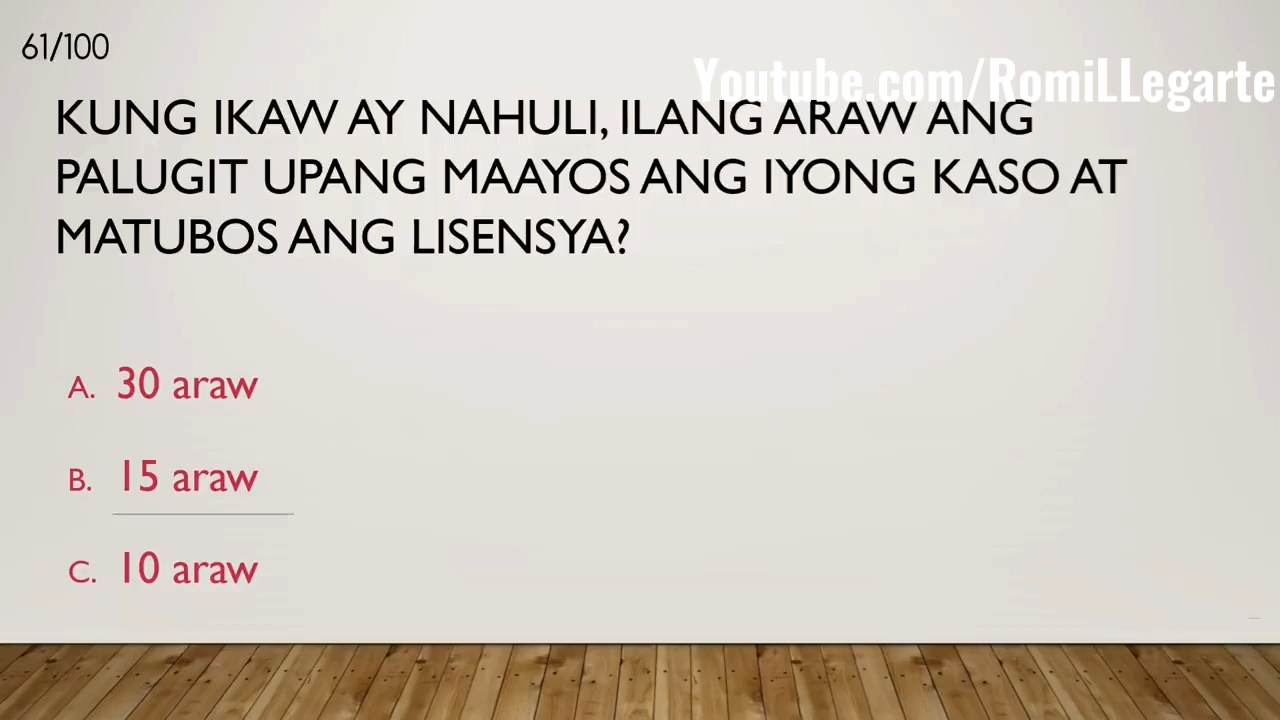 61/100
Youtube.com/RomiLLegarte
KUNG IKAW AY NAHULI, ILANG ARAW ANG
PALUGIT UPANG MAAYOS ANG IYONG KASO AT
MATUBOS ANG LISENSYA?
A. 30 araw
B. 15 araw
C. 10 araw